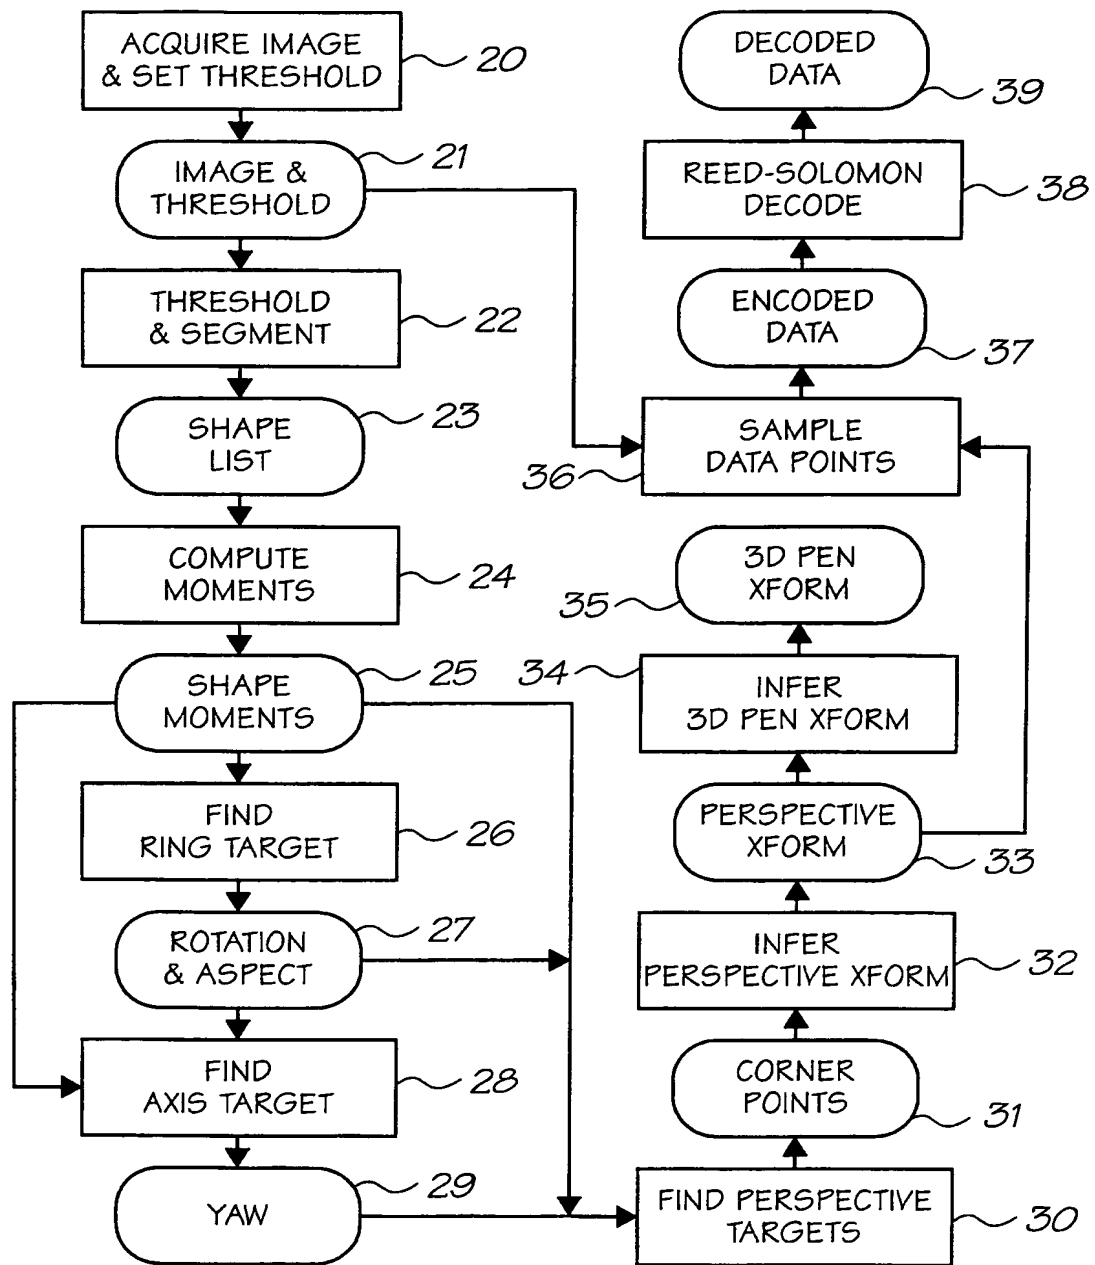 ACQUIRE IMAGE
& SET THRESHOLD
20
IMAGE &
THRESHOLD
21
THRESHOLD
& SEGMENT
22
SHAPE
LIST
23
COMPUTE
MOMENTS
24
SHAPE
MOMENTS
25
FIND
RING TARGET
26
ROTATION
& ASPECT
27
FIND
AXIS TARGET
28
YAW
29
DECODED
DATA
39
REED-SOLOMON
DECODE
38
ENCODED
DATA
37
SAMPLE
DATA POINTS
36
3D PEN
XFORM
35
INFER
3D PEN XFORM
34
PERSPECTIVE
XFORM
33
INFER
PERSPECTIVE XFORM
32
CORNER
POINTS
31
FIND PERSPECTIVE
TARGETS
30